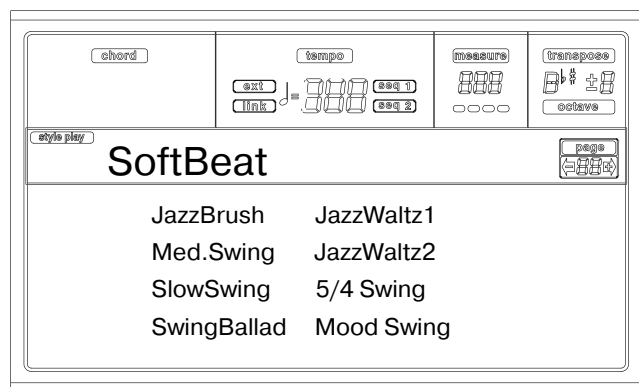 chord tempo measure transpose
ext seq 1
link seq 2
octave
style play page
SoftBeat
JazzBrush JazzWaltz1
Med.Swing JazzWaltz2
SlowSwing 5/4 Swing
SwingBallad Mood Swing